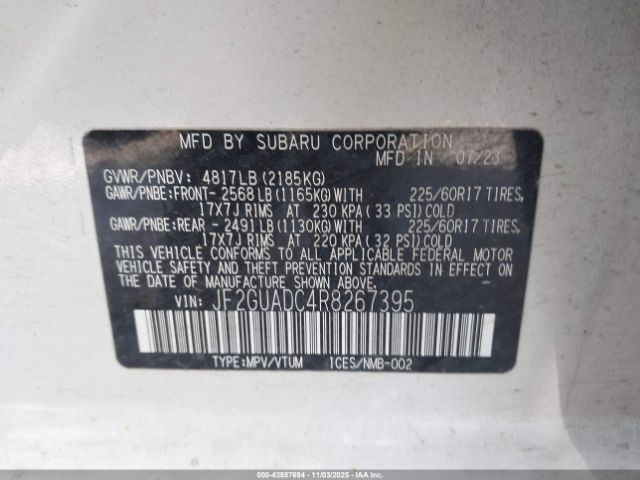 MFD BY SUBARU CORPORATION
MFD IN 07/23
GVWR/PNBV: 4817LB (2185KG)
GAWR/PNBE:FRONT- 2568 LB (1165KG) WITH 225/60R17 TIRES,
17X7J RIMS AT 230 KPA (33 PSI) COLD
GAWR/PNBE:REAR - 2491 LB (1130KG) WITH 225/60R17 TIRES,
17X7J RIMS AT 220 KPA (32 PSI) COLD
THIS VEHICLE CONFORMS TO ALL APPLICABLE FEDERAL MOTOR
VEHICLE SAFETY AND THEFT PREVENTION STANDARDS IN EFFECT
ON THE DATE OF MANUFACTURE SHOWN ABOVE.
VIN: JF2GUADC4R8267395
TYPE:MPV/VTUM ICES/NMB-002
000-43587694 - 11/03/2025 - IAAI.COM